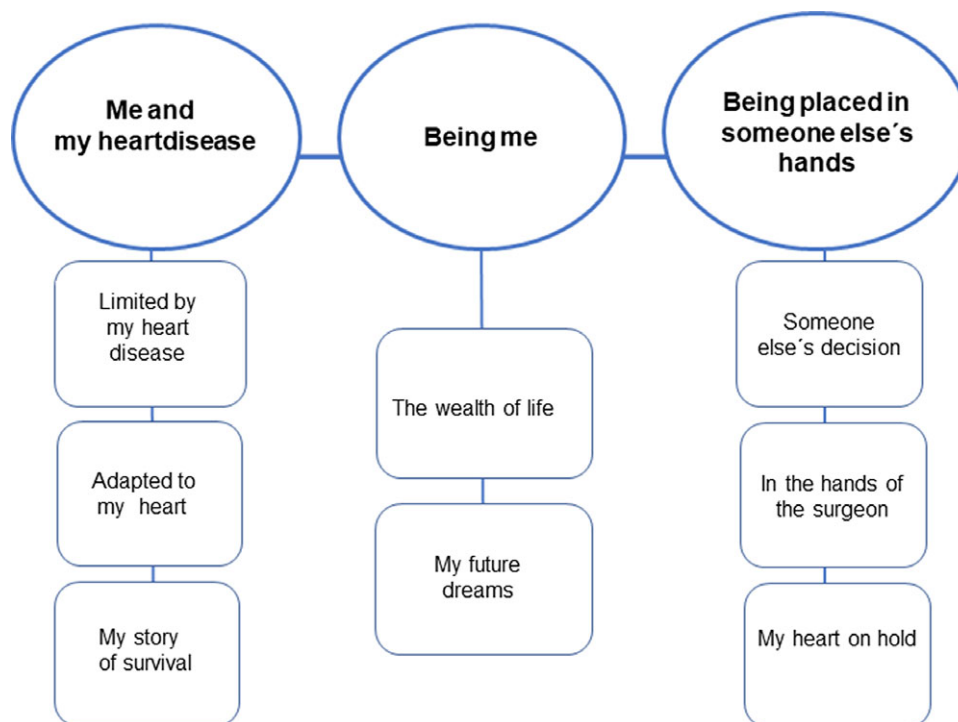 Me and
my heartdisease
Being me
Being placed in
someone else´s
hands
Limited by
my heart
disease
Adapted to
my heart
My story
of survival
The wealth of life
My future
dreams
Someone
else´s decision
In the hands of
the surgeon
My heart on hold